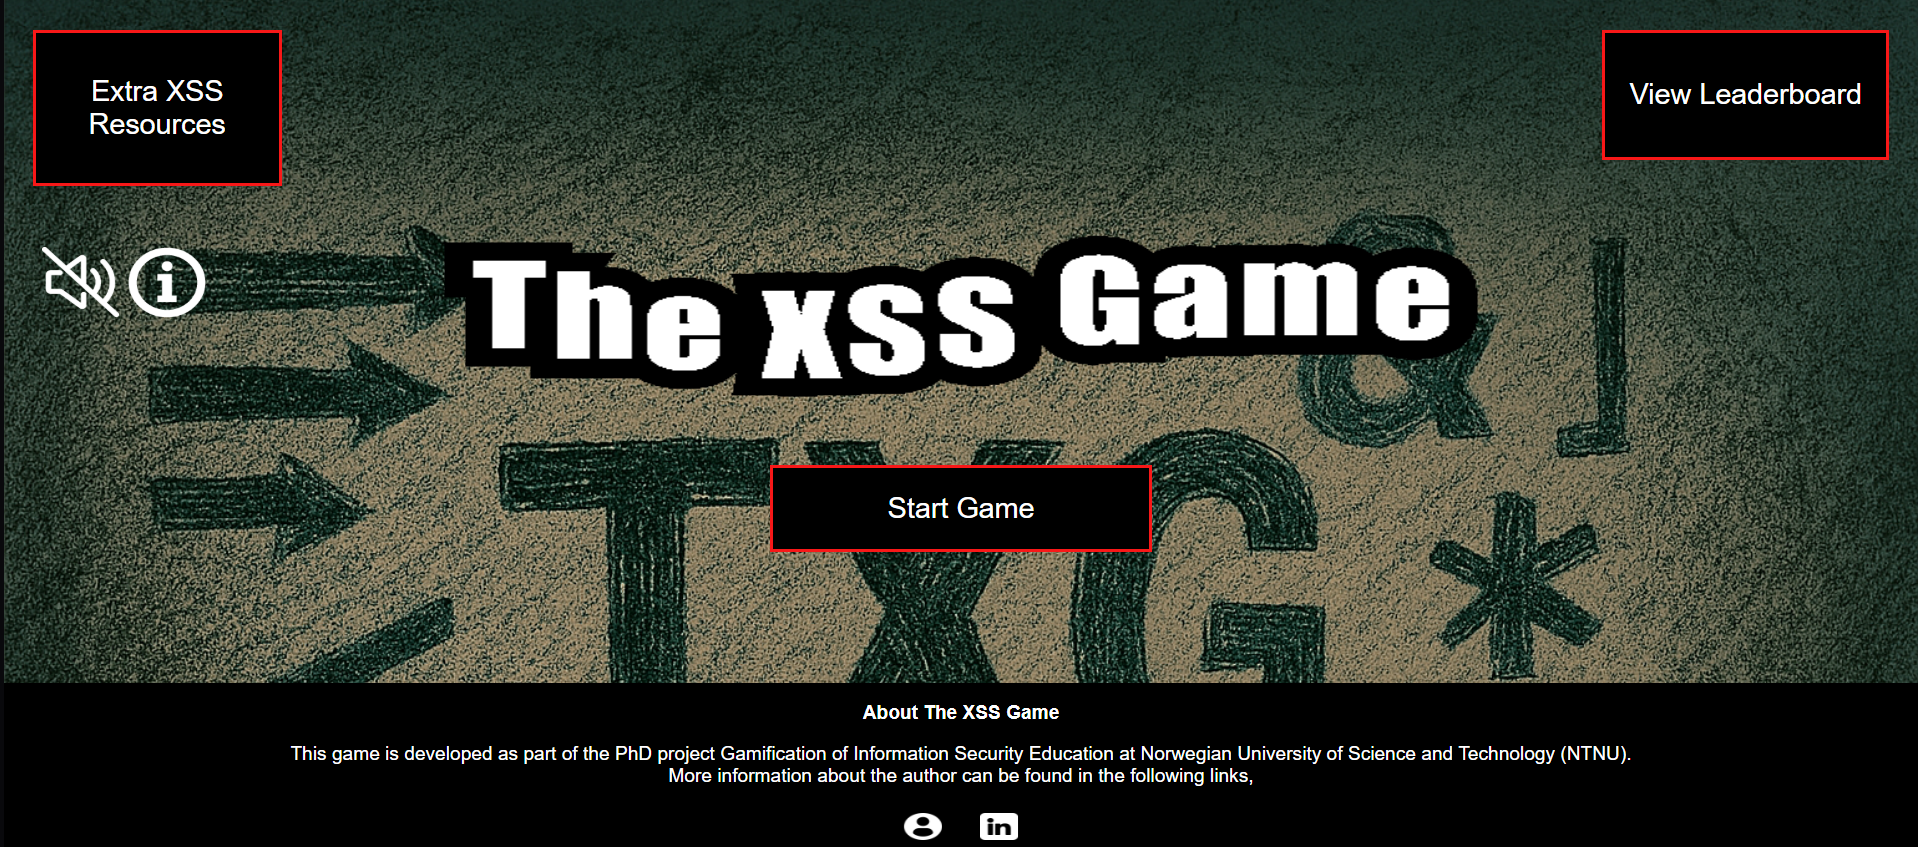 Extra XSS
Resources
View Leaderboard
The XSS Game
& ]
TXG
*
Start Game
About The XSS Game
This game is developed as part of the PhD project Gamification of Information Security Education at Norwegian University of Science and Technology (NTNU).
More information about the author can be found in the following links,
in